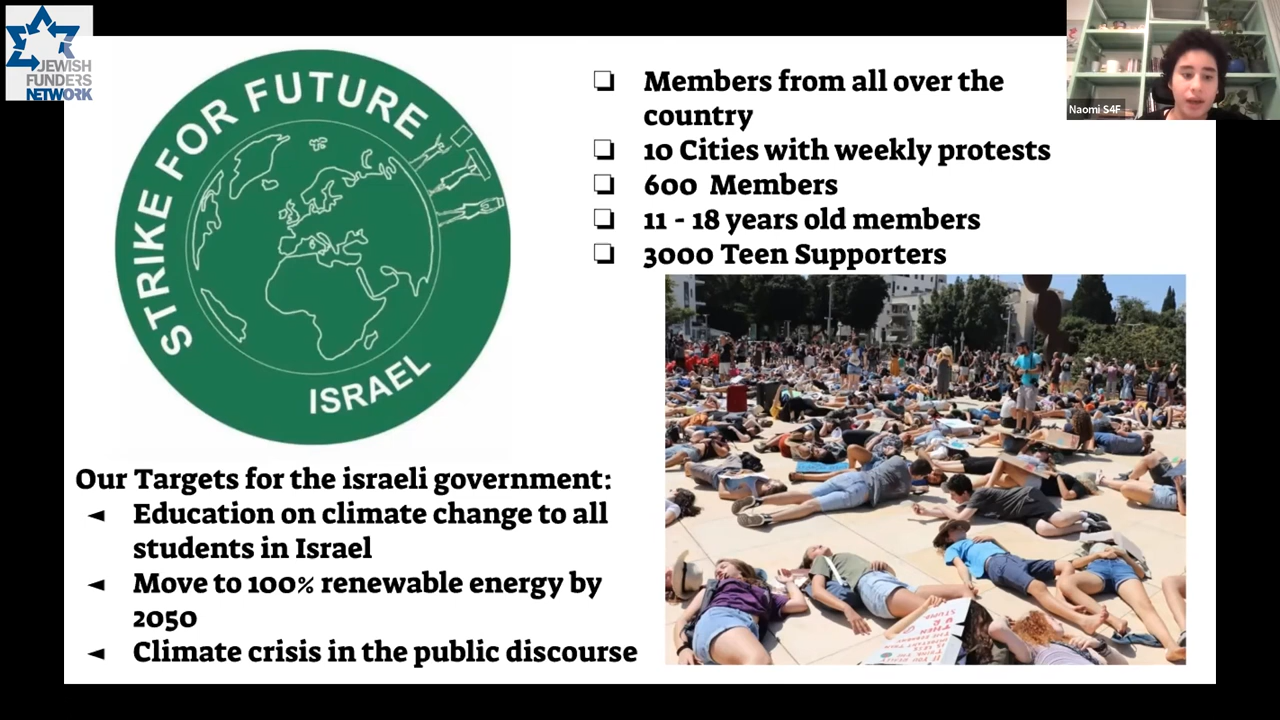 JEWISH
FUNDERS
NETWORK
STRIKE FOR FUTURE
ISRAEL
Members from all over the
country
10 Cities with weekly protests
600 Members
11 - 18 years old members
3000 Teen Supporters
Naomi S4F
Our Targets for the israeli government:
Education on climate change to all
students in Israel
Move to 100% renewable energy by
2050
Climate crisis in the public discourse